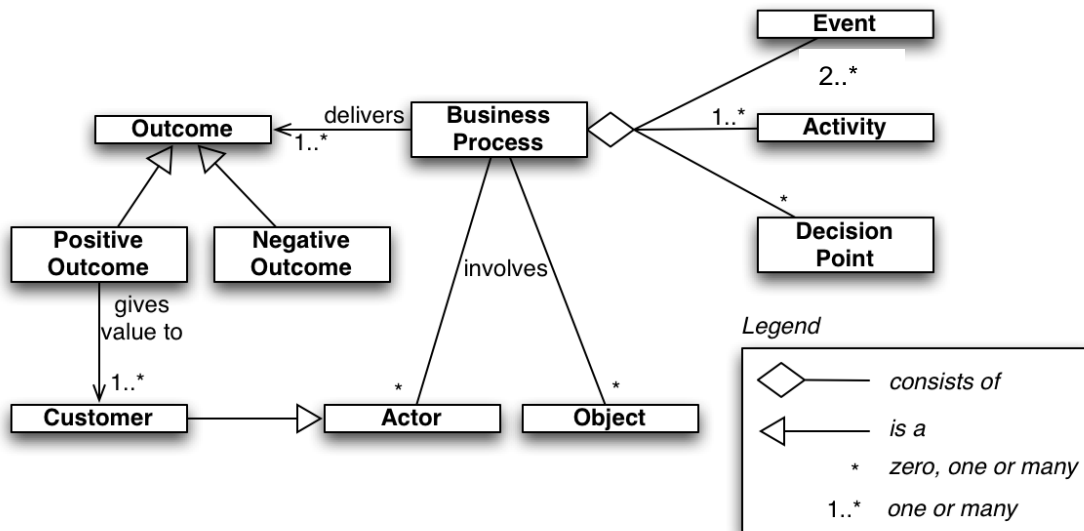 Event
2..*
delivers
Business
Process
1..*
Activity
Outcome
1..*
*
Positive
Outcome
Negative
Outcome
Decision
Point
involves
gives
value to
Legend
1..*
*
*
consists of
Customer
Actor
Object
is a
* zero, one or many
1..* one or many